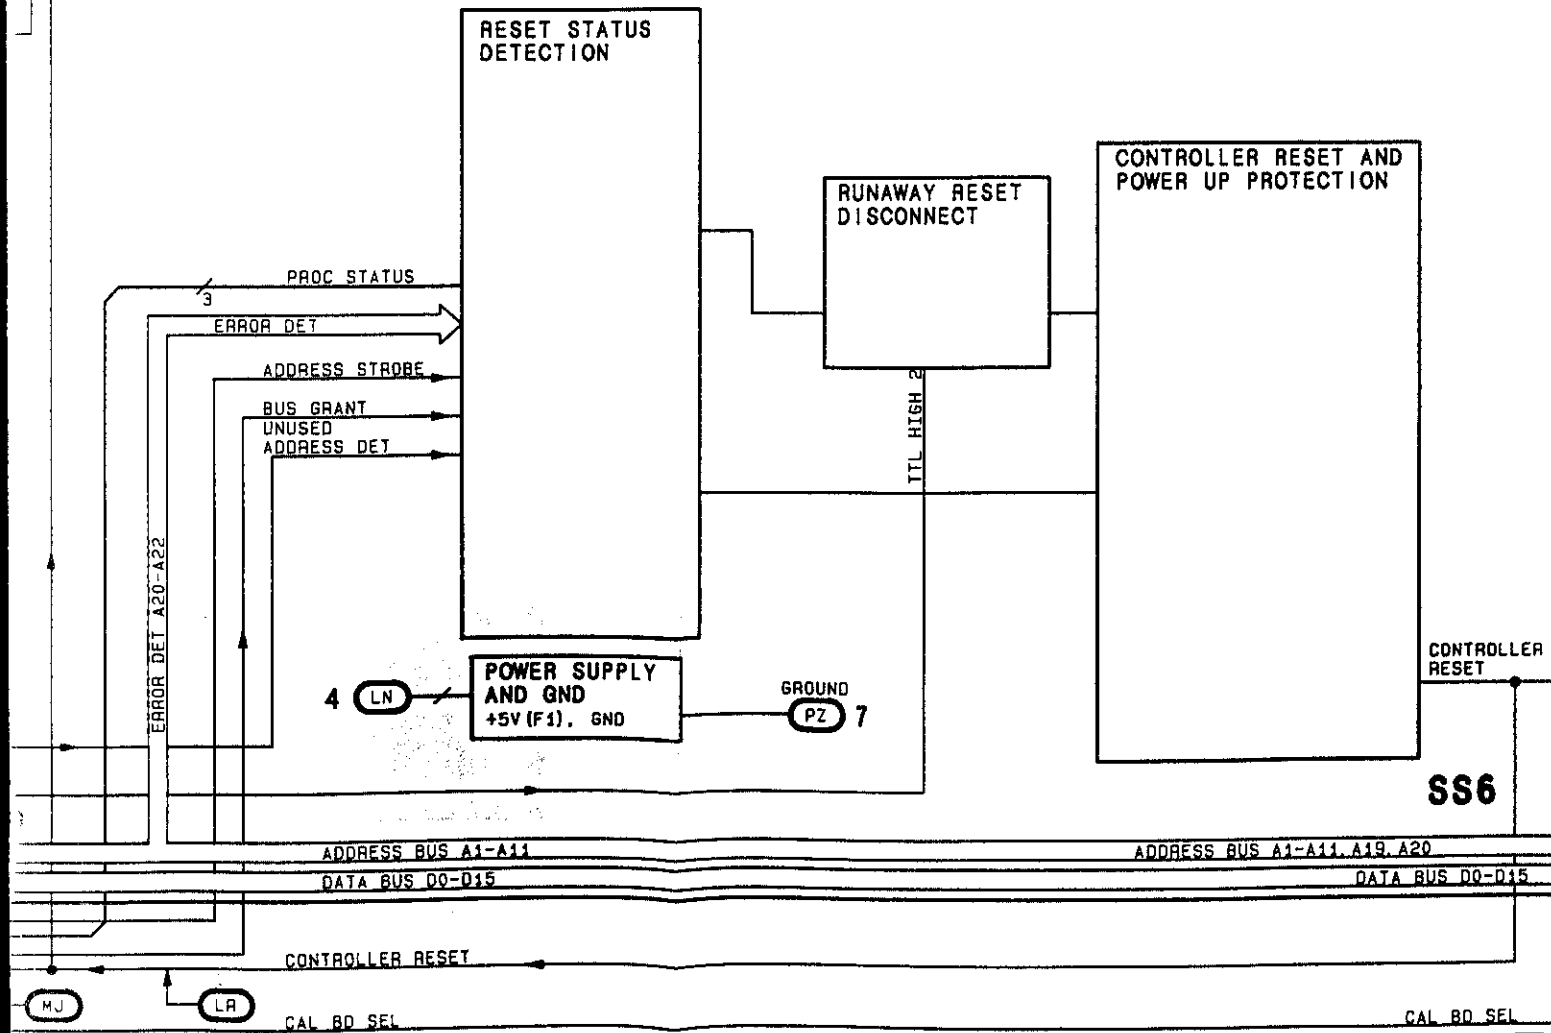 RESET STATUS
DETECTION
CONTROLLER RESET AND
POWER UP PROTECTION
RUNAWAY RESET
DISCONNECT
PROC STATUS
3
ERROR DET
ADDRESS STROBE
BUS GRANT
UNUSED
ADDRESS DET
TTL HIGH 2
ERROR DET A20-A22
CONTROLLER
RESET
POWER SUPPLY
AND GND
+5V (F1), GND
4 LN
GROUND
PZ 7
SS6
ADDRESS BUS A1-A11
ADDRESS BUS A1-A11,A19,A20
DATA BUS D0-D15
DATA BUS D0-D15
CONTROLLER RESET
MJ
LR
CAL BD SEL
CAL BD SEL